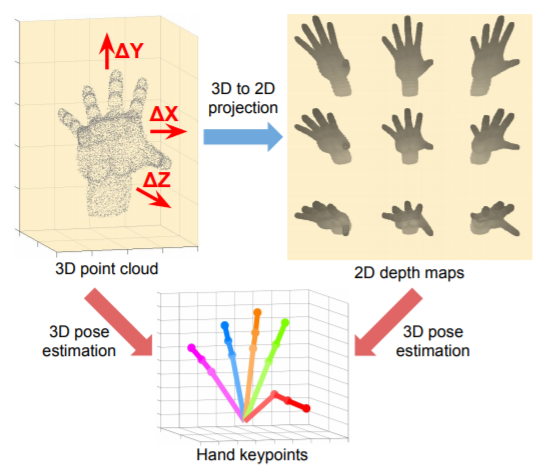 ΔY
ΔX
ΔZ
3D to 2D
projection
3D point cloud
2D depth maps
3D pose
estimation
3D pose
estimation
Hand keypoints